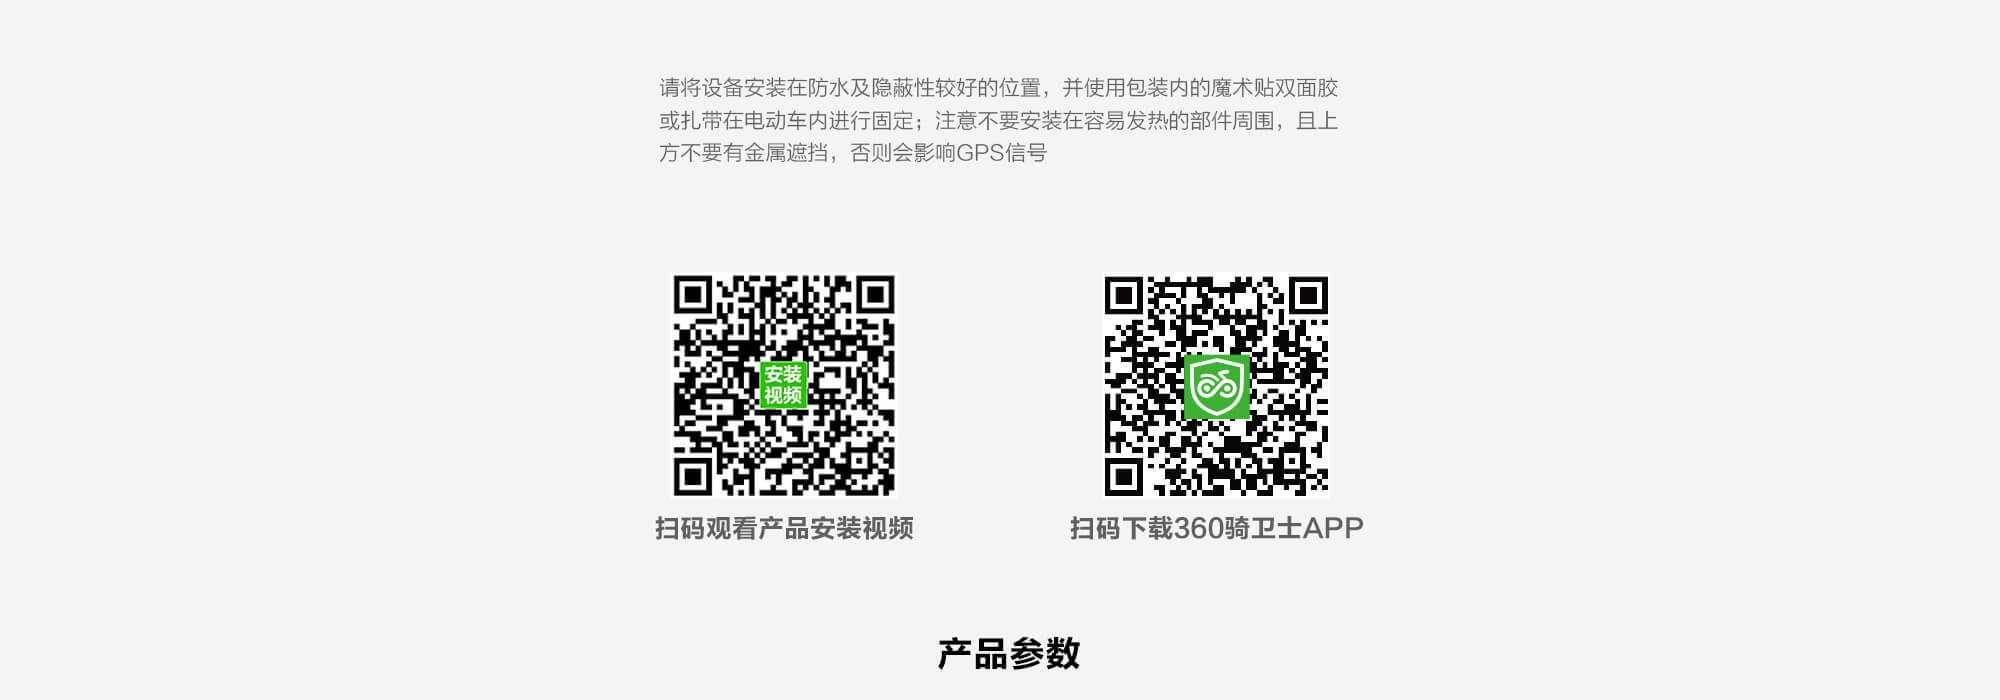 请将设备安装在防水及隐蔽性较好的位置，并使用包装内的魔术贴双面胶
或扎带在电动车内进行固定；注意不要安装在容易发热的部件周围，且上
方不要有金属遮挡，否则会影响GPS信号
安装
视频
扫码观看产品安装视频
扫码下载360骑卫士APP
产品参数